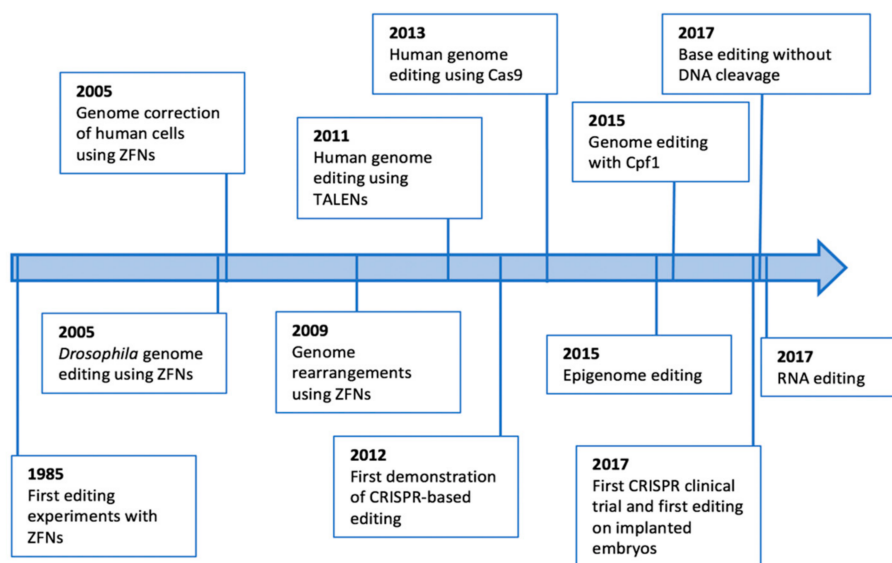 2013
Human genome
editing using Cas9
2017
Base editing without
DNA cleavage
2005
Genome correction
of human cells
using ZFNs
2011
Human genome
editing using
TALENs
2015
Genome editing
with Cpf1
2005
Drosophila genome
editing using ZFNs
2009
Genome
rearrangements
using ZFNs
2015
Epigenome editing
2017
RNA editing
1985
First editing
experiments with
ZFNs
2012
First demonstration
of CRISPR-based
editing
2017
First CRISPR clinical
trial and first editing
on implanted
embryos